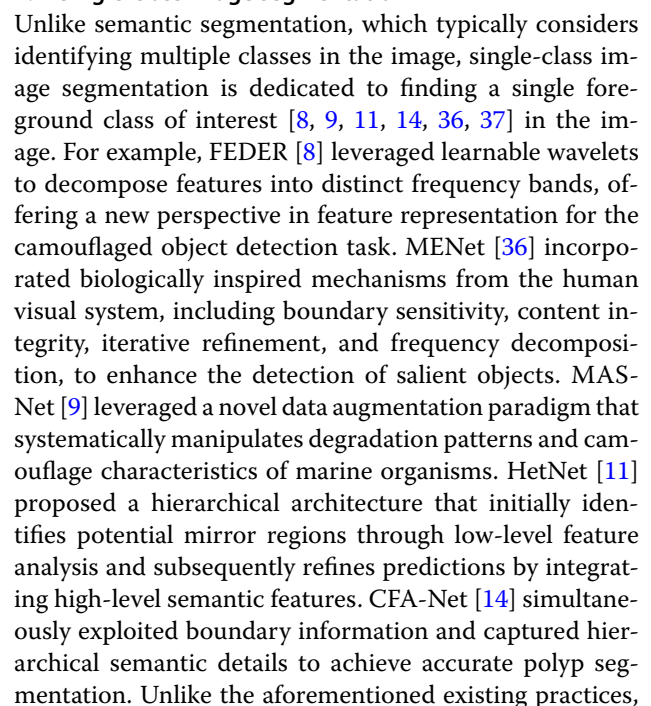 Unlike semantic segmentation, which typically considers
identifying multiple classes in the image, single-class im-
age segmentation is dedicated to finding a single fore-
ground class of interest [8, 9, 11, 14, 36, 37] in the im-
age. For example, FEDER [8] leveraged learnable wavelets
to decompose features into distinct frequency bands, of-
fering a new perspective in feature representation for the
camouflaged object detection task. MENet [36] incorpo-
rated biologically inspired mechanisms from the human
visual system, including boundary sensitivity, content in-
tegrity, iterative refinement, and frequency decomposi-
tion, to enhance the detection of salient objects. MAS-
Net [9] leveraged a novel data augmentation paradigm that
systematically manipulates degradation patterns and cam-
ouflage characteristics of marine organisms. HetNet [11]
proposed a hierarchical architecture that initially iden-
tifies potential mirror regions through low-level feature
analysis and subsequently refines predictions by integrat-
ing high-level semantic features. CFA-Net [14] simultane-
ously exploited boundary information and captured hier-
archical semantic details to achieve accurate polyp seg-
mentation. Unlike the aforementioned existing practices,